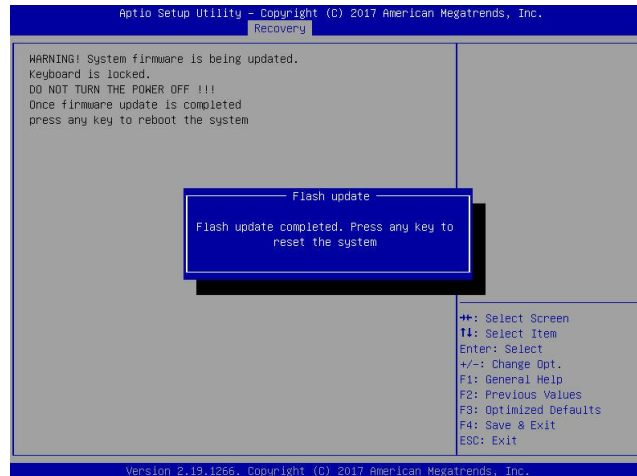 Aptio Setup Utility – Copyright (C) 2017 American Megatrends, Inc.
Recovery
WARNING! System firmware is being updated.
Keyboard is locked.
DO NOT TURN THE POWER OFF !!!
Once firmware update is completed
press any key to reboot the system
Flash update
Flash update completed. Press any key to
reset the system
→←: Select Screen
↑↓: Select Item
Enter: Select
+/-: Change Opt.
F1: General Help
F2: Previous Values
F3: Optimized Defaults
F4: Save & Exit
ESC: Exit
Version 2.19.1266. Copyright (C) 2017 American Megatrends, Inc.